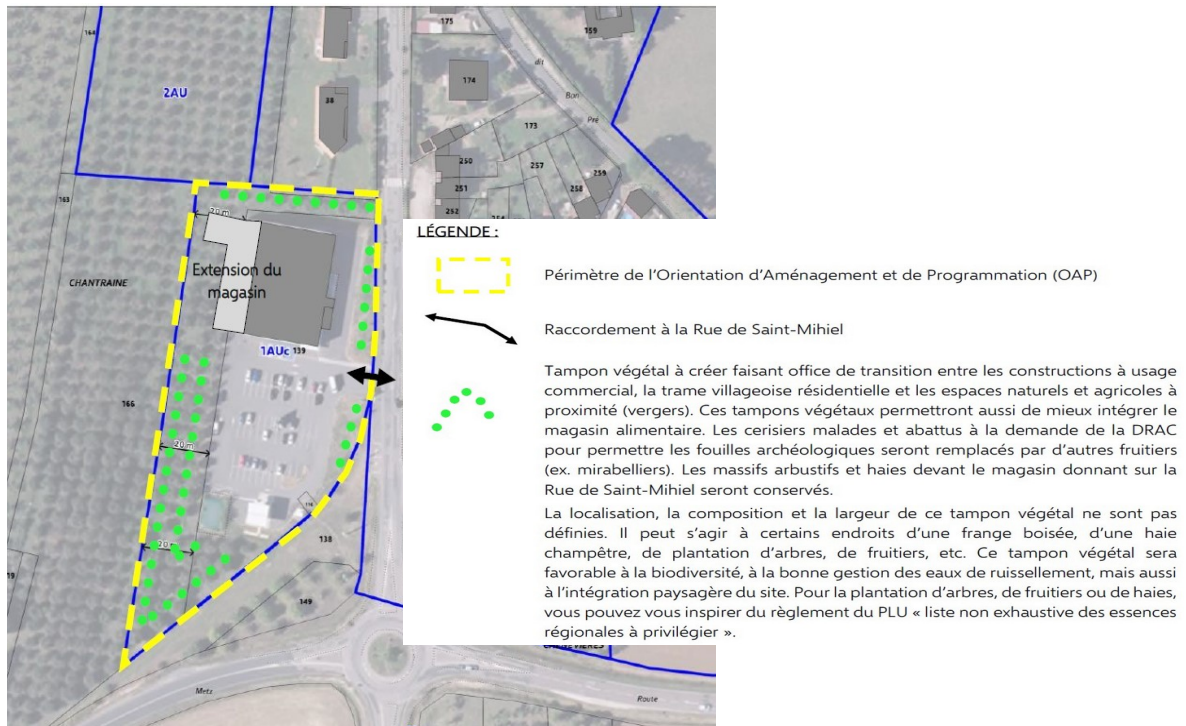 175
159
164
dit
174
2AU
38
Bon
Pré
173
250
257
259
251
258
163
20 m
252
LÉGENDE :
Extension du
magasin
Périmètre de l'Orientation d'Aménagement et de Programmation (OAP)
CHANTRAINE
Raccordement à la Rue de Saint-Mihiel
1AUc 139
Tampon végétal à créer faisant office de transition entre les constructions à usage
commercial, la trame villageoise résidentielle et les espaces naturels et agricoles à
proximité (vergers). Ces tampons végétaux permettront aussi de mieux intégrer le
magasin alimentaire. Les cerisiers malades et abattus à la demande de la DRAC
pour permettre les fouilles archéologiques seront remplacés par d'autres fruitiers
(ex. mirabelliers). Les massifs arbustifs et haies devant le magasin donnant sur la
Rue de Saint-Mihiel seront conservés.
La localisation, la composition et la largeur de ce tampon végétal ne sont pas
définies. Il peut s'agir à certains endroits d'une frange boisée, d'une haie
champêtre, de plantation d'arbres, de fruitiers, etc. Ce tampon végétal sera
favorable à la biodiversité, à la bonne gestion des eaux de ruissellement, mais aussi
à l'intégration paysagère du site. Pour la plantation d'arbres, de fruitiers ou de haies,
vous pouvez vous inspirer du règlement du PLU « liste non exhaustive des essences
régionales à privilégier ».
166
20 m
138
20 m
149
Metz
Route